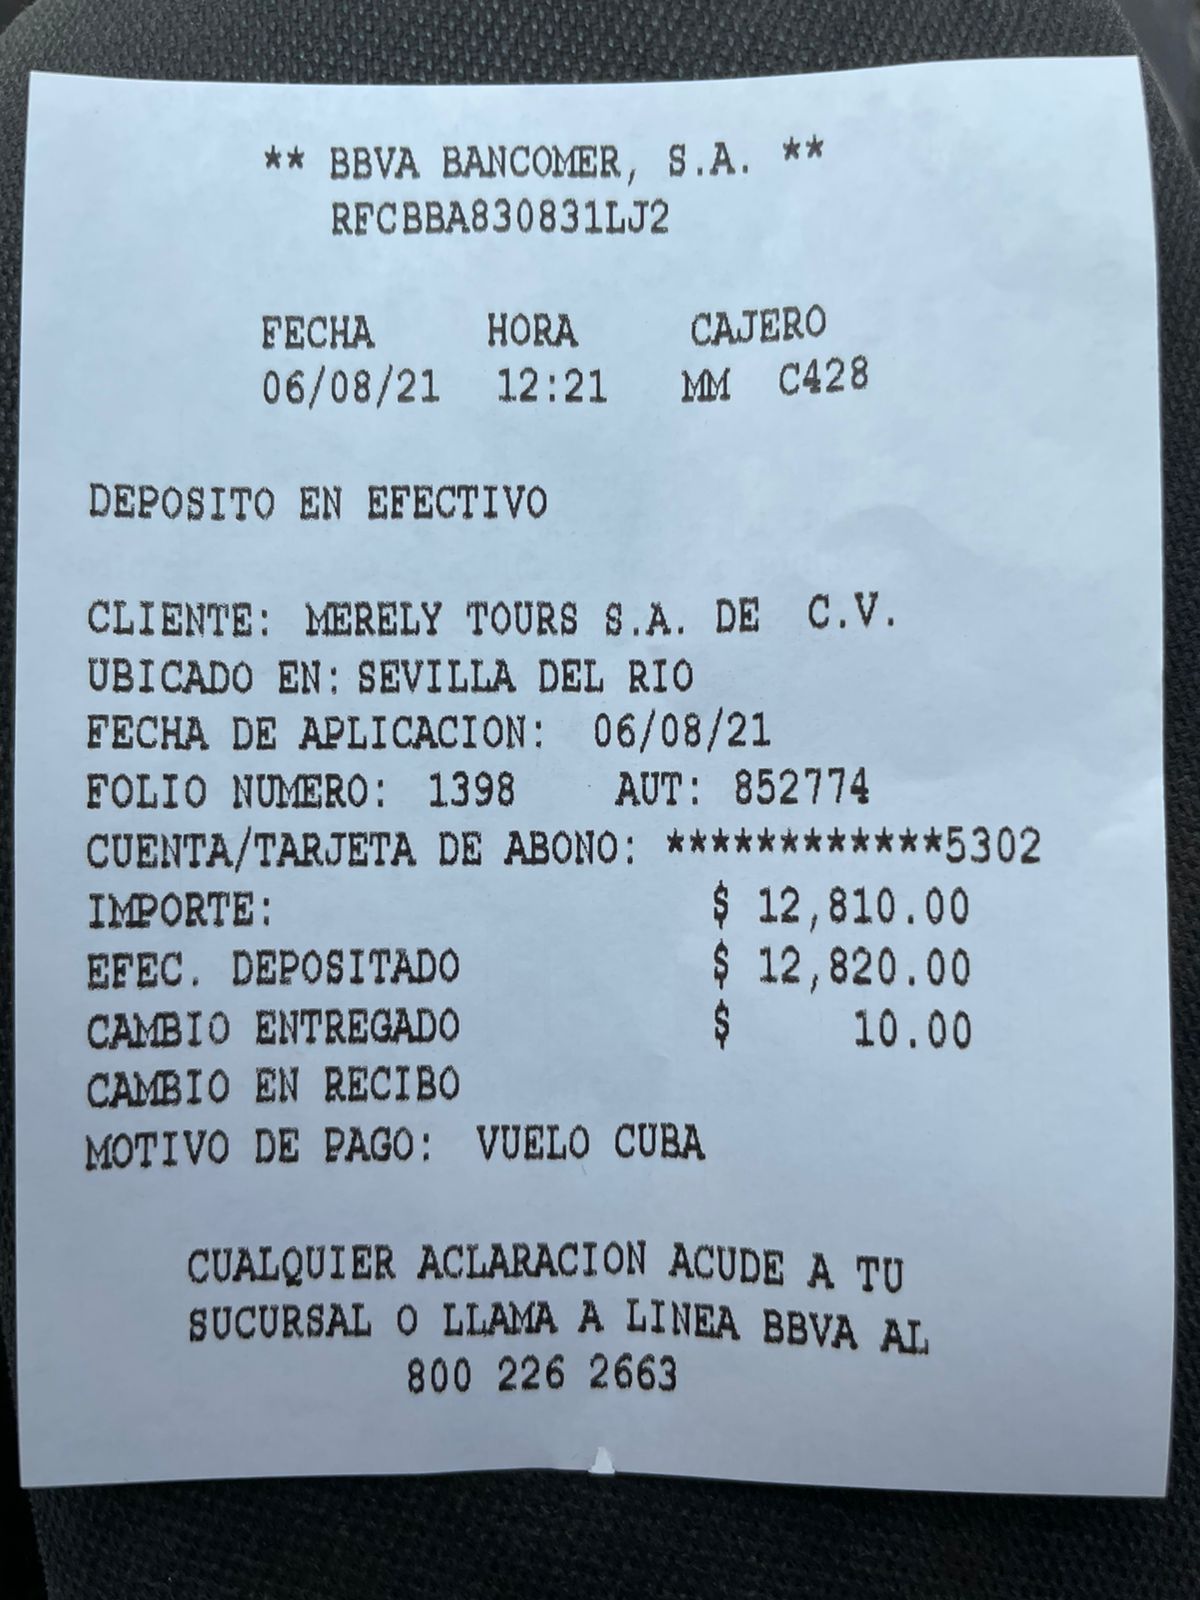 ** BBVA BANCOMER, S.A. **
RFCBBA830831LJ2
FECHA HORA CAJERO
06/08/21 12:21 MM C428
DEPOSITO EN EFECTIVO
CLIENTE: MERELY TOURS S.A. DE C.V.
UBICADO EN: SEVILLA DEL RIO
FECHA DE APLICACION: 06/08/21
FOLIO NUMERO: 1398 AUT: 852774
CUENTA/TARJETA DE ABONO: ************5302
IMPORTE: $ 12,810.00
EFEC. DEPOSITADO $ 12,820.00
CAMBIO ENTREGADO $ 10.00
CAMBIO EN RECIBO
MOTIVO DE PAGO: VUELO CUBA
CUALQUIER ACLARACION ACUDE A TU
SUCURSAL O LLAMA A LINEA BBVA AL
800 226 2663